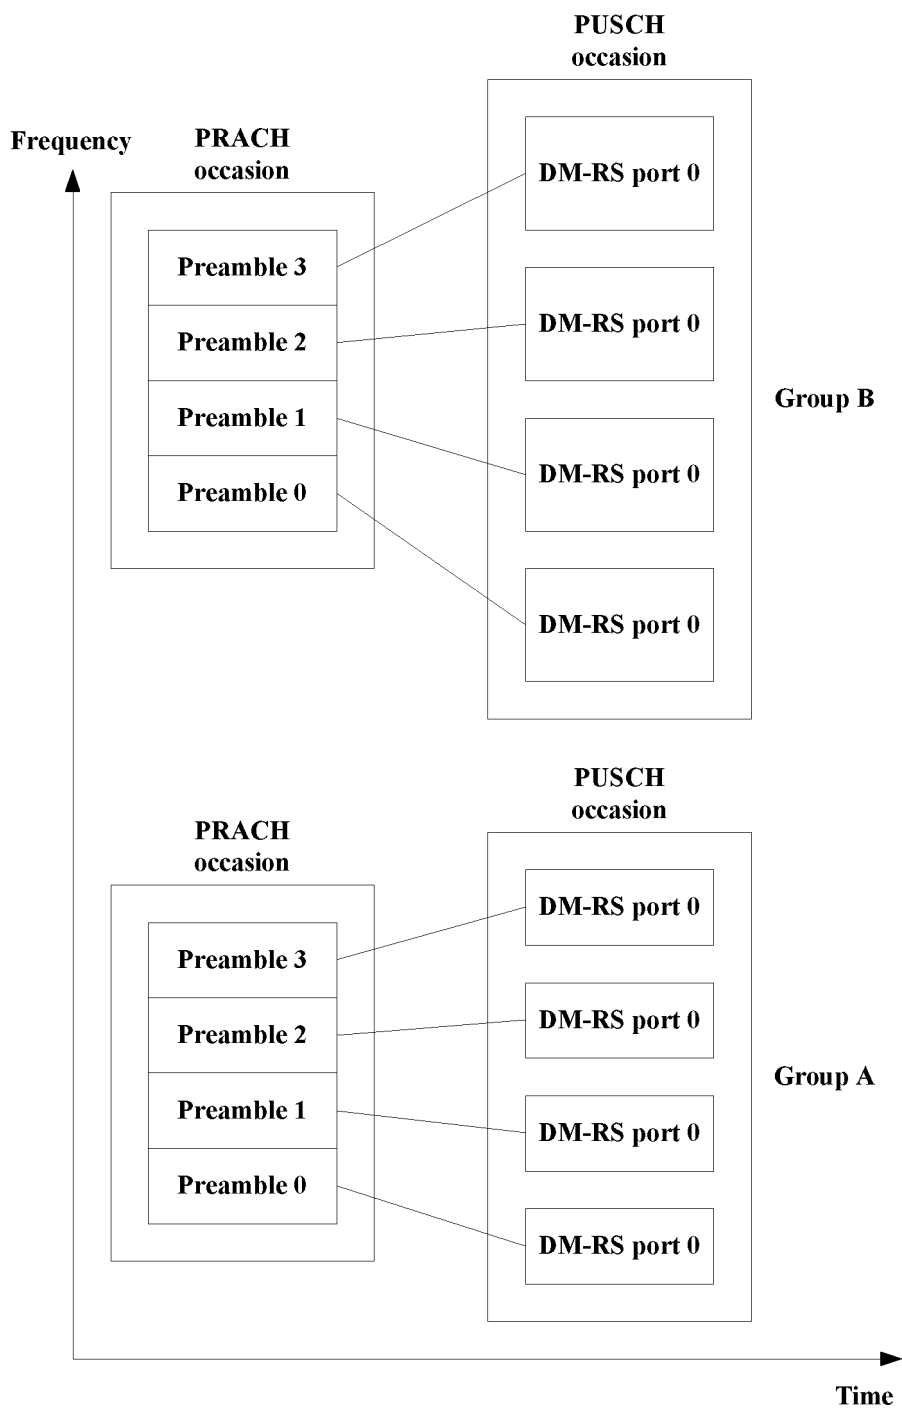 PUSCH
occasion
Frequency
PRACH
occasion
DM-RS port 0
Preamble 3
DM-RS port 0
Preamble 2
Group B
Preamble 1
DM-RS port 0
Preamble 0
DM-RS port 0
PUSCH
occasion
PRACH
occasion
DM-RS port 0
Preamble 3
DM-RS port 0
Preamble 2
Group A
Preamble 1
DM-RS port 0
Preamble 0
DM-RS port 0
Time